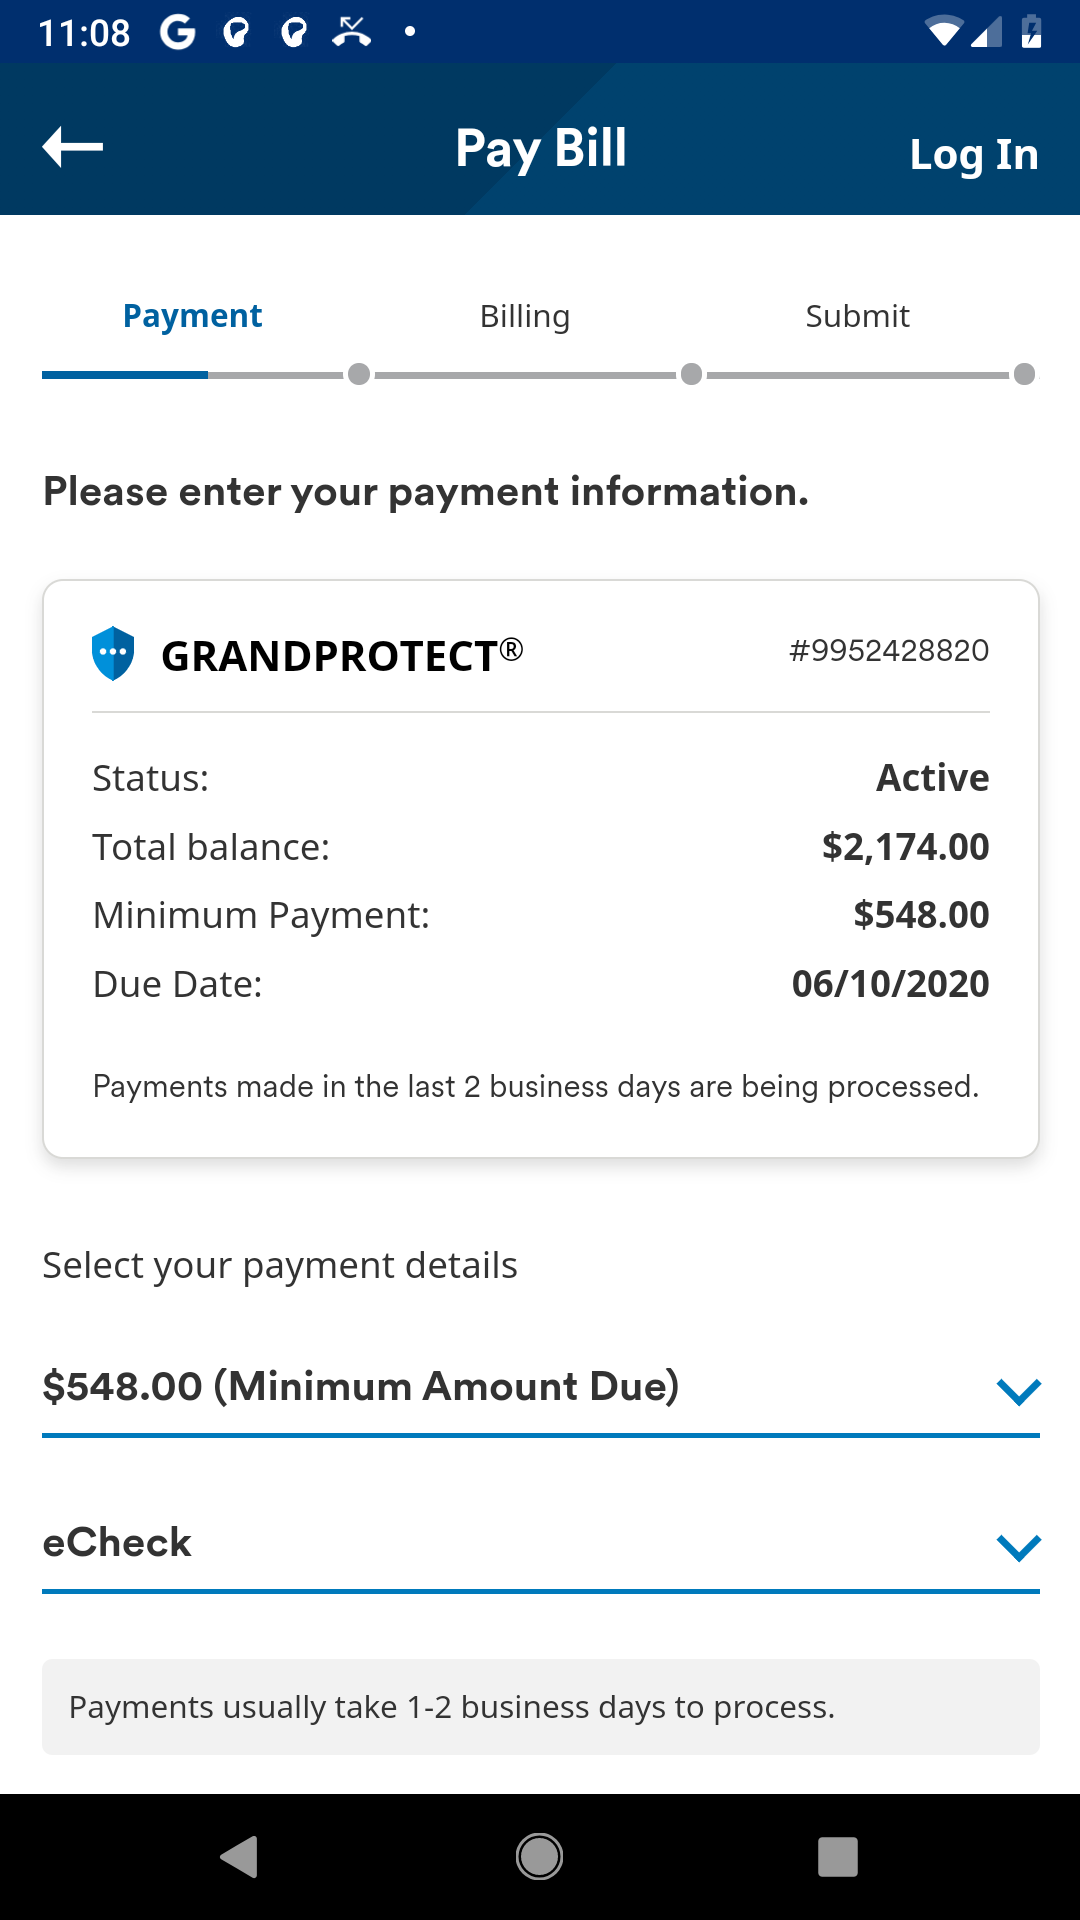 11:08
Pay Bill
Log In
Payment
Billing
Submit
Please enter your payment information.
GRANDPROTECT®
#9952428820
Status:
Active
Total balance:
$2,174.00
Minimum Payment:
$548.00
Due Date:
06/10/2020
Payments made in the last 2 business days are being processed.
Select your payment details
$548.00 (Minimum Amount Due)
eCheck
Payments usually take 1-2 business days to process.